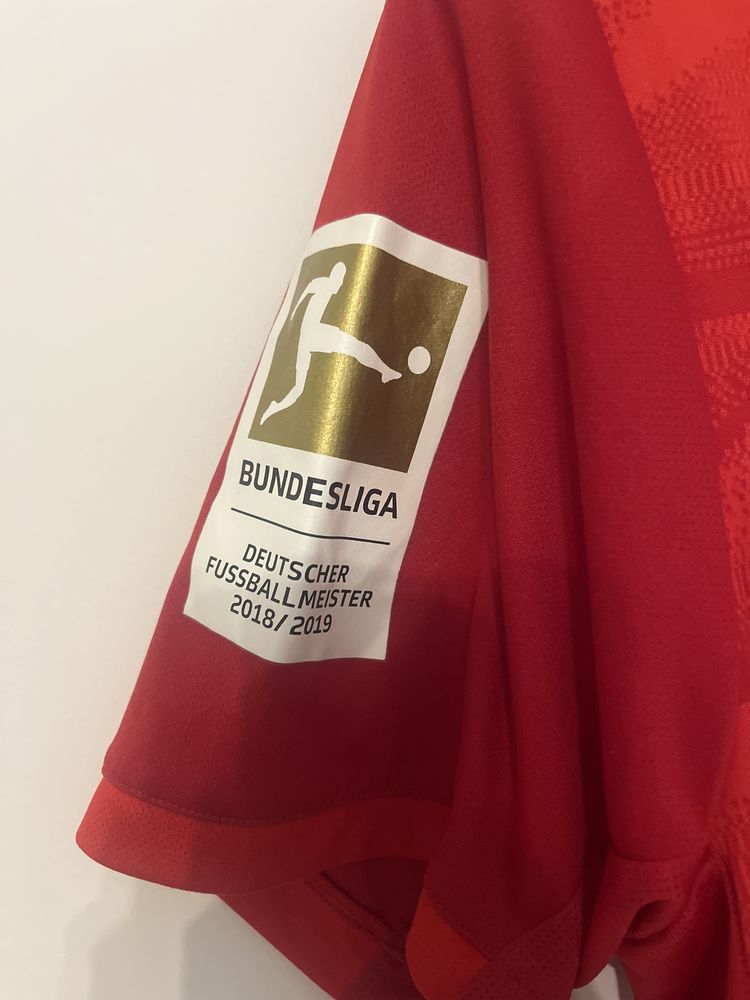 BUNDESLIGA
DEUTSCHER
FUSSBALLMEISTER
2018/2019